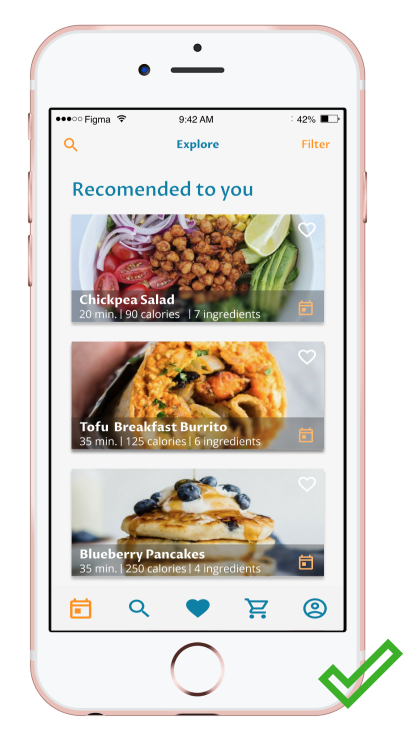 Figma 9:42 AM : 42%
Explore Filter
Recomended to you
Chickpea Salad
20 min. | 90 calories | 7 ingredients
Tofu Breakfast Burrito
35 min. | 125 calories | 6 ingredients
Blueberry Pancakes
35 min. | 250 calories | 4 ingredients